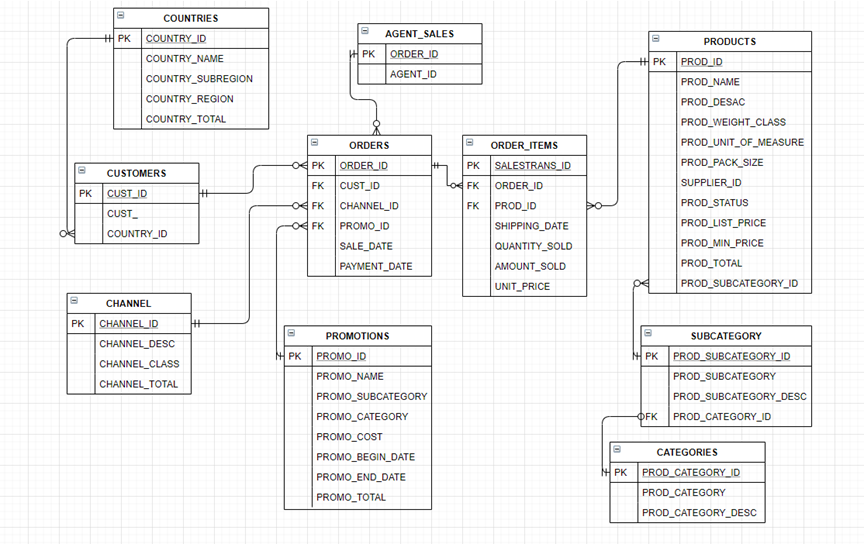 COUNTRIES
PK COUNTRY_ID
COUNTRY_NAME
COUNTRY_SUBREGION
COUNTRY_REGION
COUNTRY_TOTAL
AGENT_SALES
PK ORDER_ID
AGENT_ID
PRODUCTS
PK PROD_ID
PROD_NAME
PROD_DESAC
PROD_WEIGHT_CLASS
PROD_UNIT_OF_MEASURE
PROD_PACK_SIZE
SUPPLIER_ID
PROD_STATUS
PROD_LIST_PRICE
PROD_MIN_PRICE
PROD_TOTAL
PROD_SUBCATEGORY_ID
CUSTOMERS
PK CUST_ID
CUST_
COUNTRY_ID
ORDERS
PK ORDER_ID
FK CUST_ID
FK CHANNEL_ID
FK PROMO_ID
SALE_DATE
PAYMENT_DATE
ORDER_ITEMS
PK SALESTRANS_ID
FK ORDER_ID
FK PROD_ID
SHIPPING_DATE
QUANTITY_SOLD
AMOUNT_SOLD
UNIT_PRICE
CHANNEL
PK CHANNEL_ID
CHANNEL_DESC
CHANNEL_CLASS
CHANNEL_TOTAL
PROMOTIONS
PK PROMO_ID
PROMO_NAME
PROMO_SUBCATEGORY
PROMO_CATEGORY
PROMO_COST
PROMO_BEGIN_DATE
PROMO_END_DATE
PROMO_TOTAL
SUBCATEGORY
PK PROD_SUBCATEGORY_ID
PROD_SUBCATEGORY
PROD_SUBCATEGORY_DESC
FK PROD_CATEGORY_ID
CATEGORIES
PK PROD_CATEGORY_ID
PROD_CATEGORY
PROD_CATEGORY_DESC